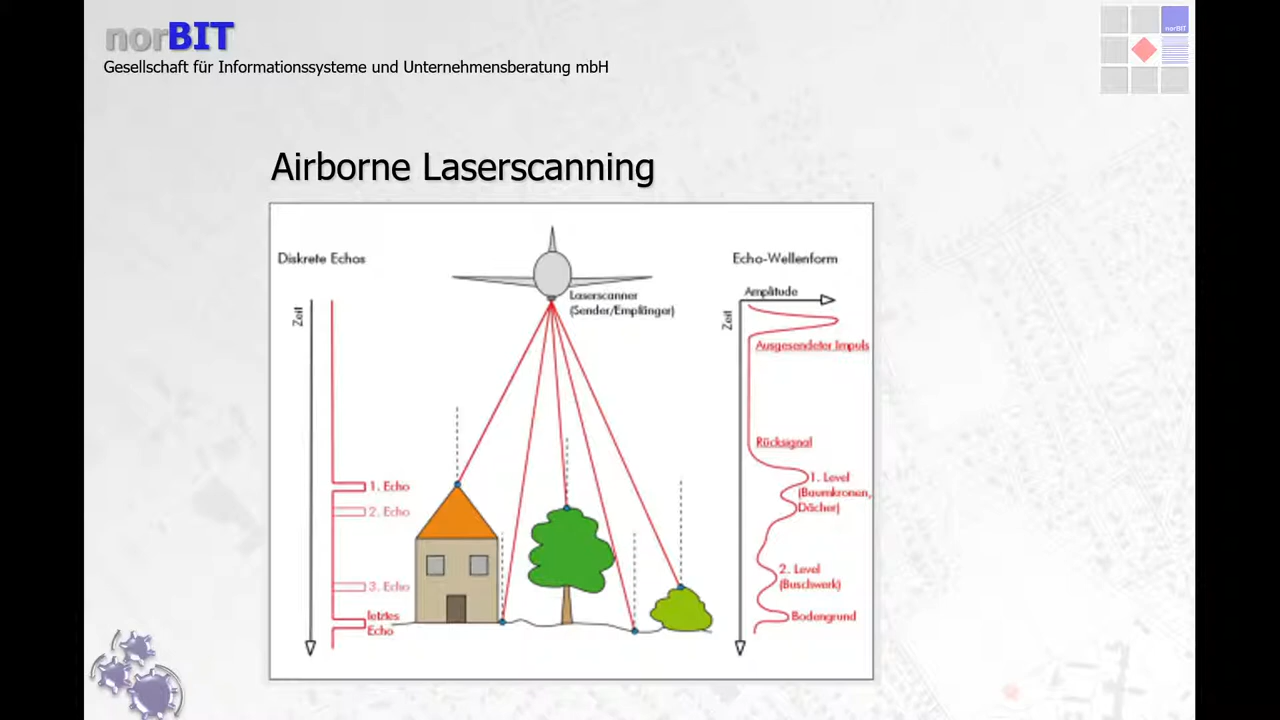 norBIT
Gesellschaft für Informationssysteme und Unternehmensberatung mbH
norBIT
Airborne Laserscanning
Diskrete Echos
Echo-Wellenform
Laserscanner
(Sender/Empfänger)
Amplitude
Zeit
Zeit
Ausgesendeter Impuls
Rücksignal
1. Echo
2. Echo
3. Echo
letztes
Echo
1. Level
(Baumkronen,
Dächer)
2. Level
(Buschwerk)
Bodengrund